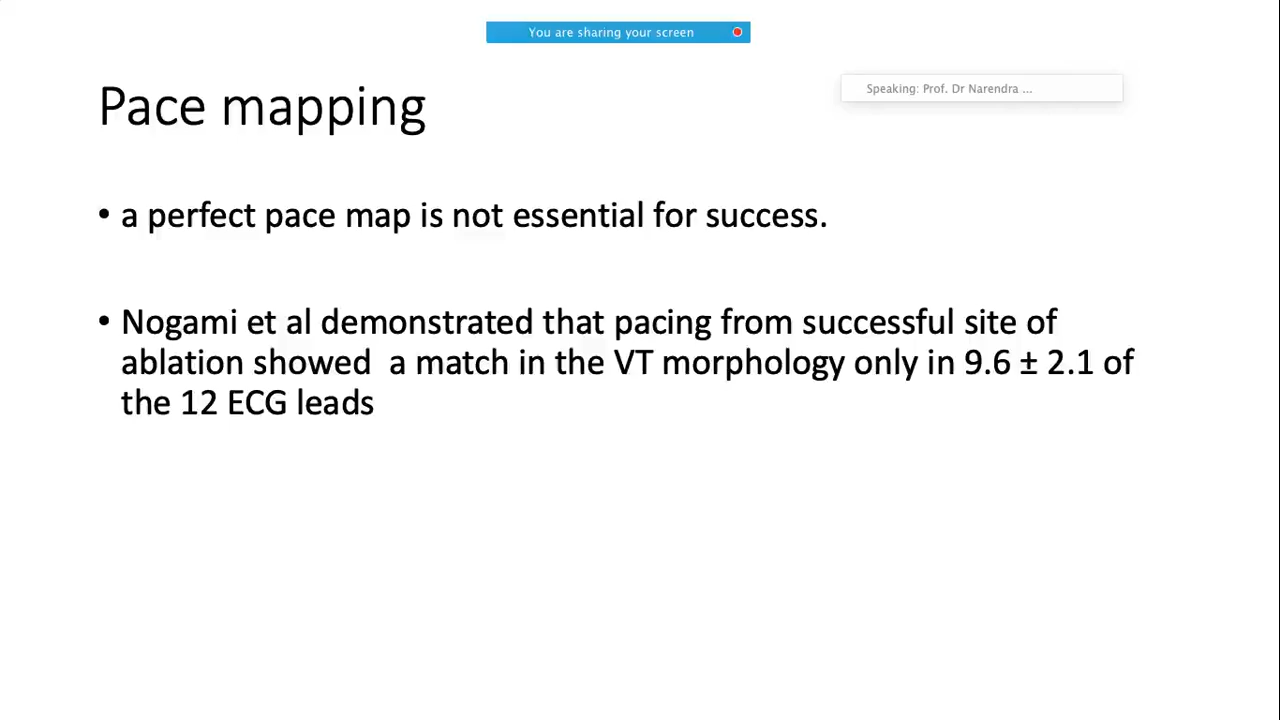 You are sharing your screen
Speaking: Prof. Dr Narendra ...
Pace mapping
• a perfect pace map is not essential for success.
• Nogami et al demonstrated that pacing from successful site of
ablation showed  a match in the VT morphology only in 9.6 ± 2.1 of
the 12 ECG leads